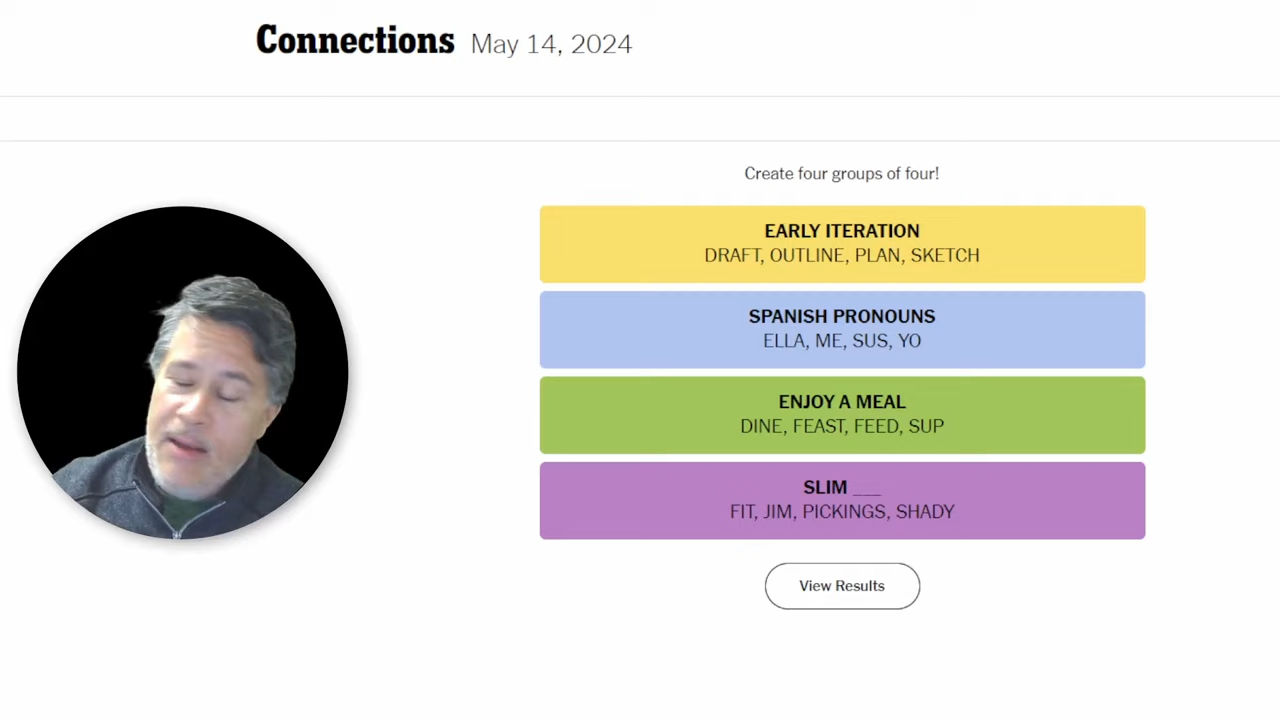 Connections May 14, 2024
Create four groups of four!
EARLY ITERATION
DRAFT, OUTLINE, PLAN, SKETCH
SPANISH PRONOUNS
ELLA, ME, SUS, YO
ENJOY A MEAL
DINE, FEAST, FEED, SUP
SLIM ___
FIT, JIM, PICKINGS, SHADY
View Results